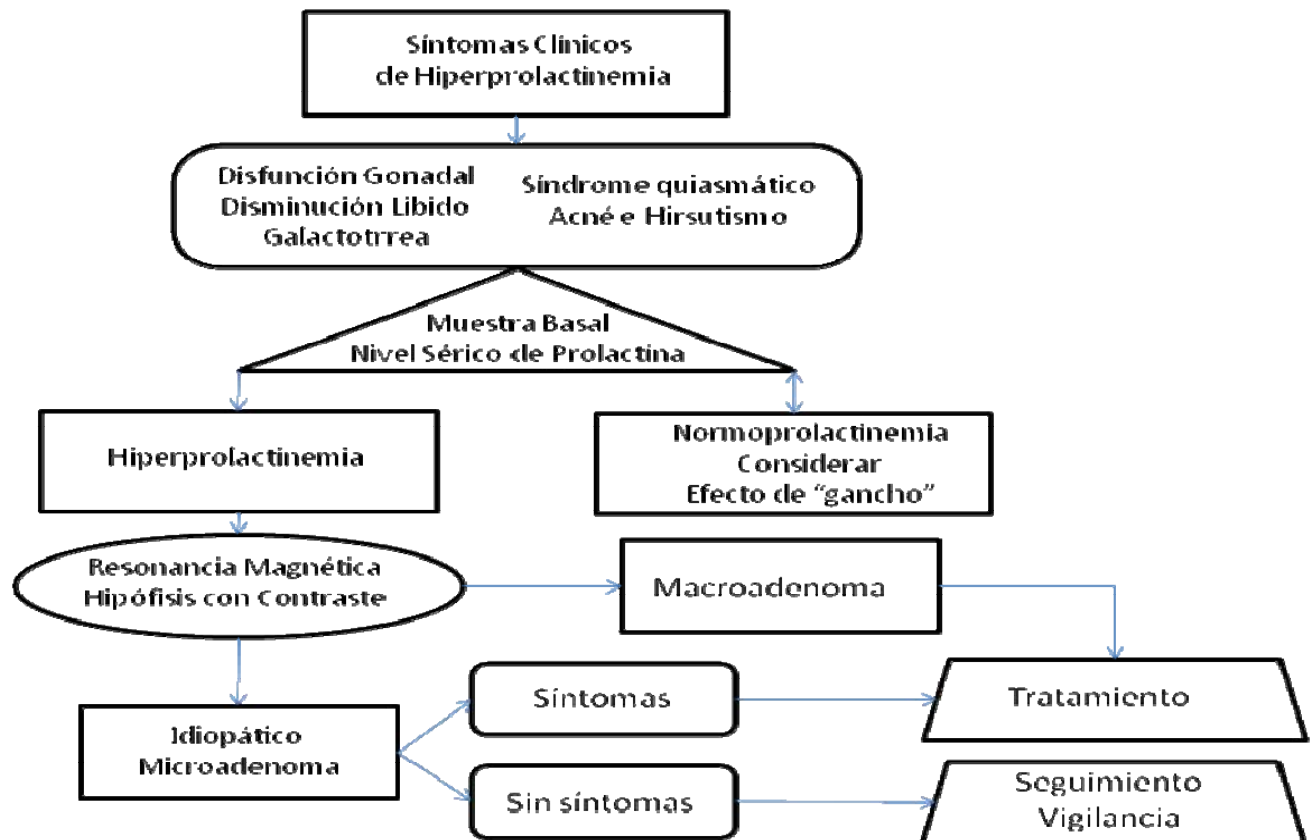 Síntomas Clínicos
de Hiperprolactinemia
Disfunción Gonadal
Disminución Libido
Galactotrrea
Síndrome quiasmático
Acné e Hirsutismo
Muestra Basal
Nivel Sérico de Prolactina
Hiperprolactinemia
Normoprolactinemia
Considerar
Efecto de “gancho”
Resonancia Magnética
Hipófisis con Contraste
Macroadenoma
Idiopático
Microadenoma
Síntomas
Tratamiento
Sin síntomas
Seguimiento
Vigilancia